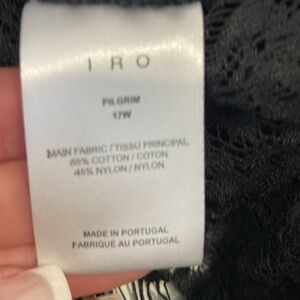 IRO
PILGRIM
17W
MAIN FABRIC / TISSU PRINCIPAL
55% COTTON / COTON
45% NYLON / NYLON
MADE IN PORTUGAL
FABRIQUÉ AU PORTUGAL